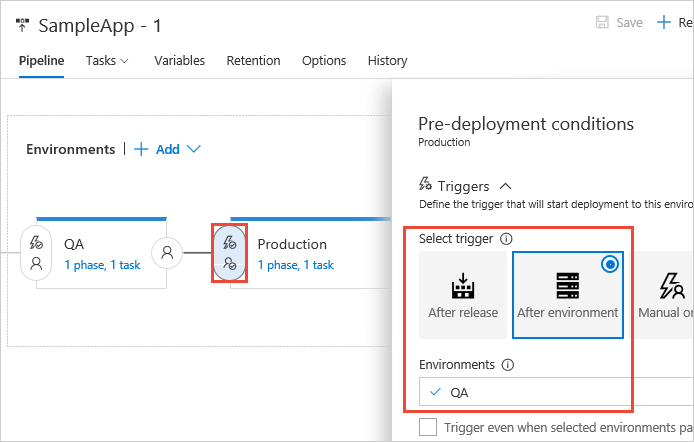 SampleApp - 1
Save
Re
Pipeline Tasks Variables Retention Options History
Environments | + Add
QA
1 phase, 1 task
Production
1 phase, 1 task
Pre-deployment conditions
Production
Triggers
Define the trigger that will start deployment to this enviro
Select trigger
After release
After environment
Manual on
Environments
QA
Trigger even when selected environments pa